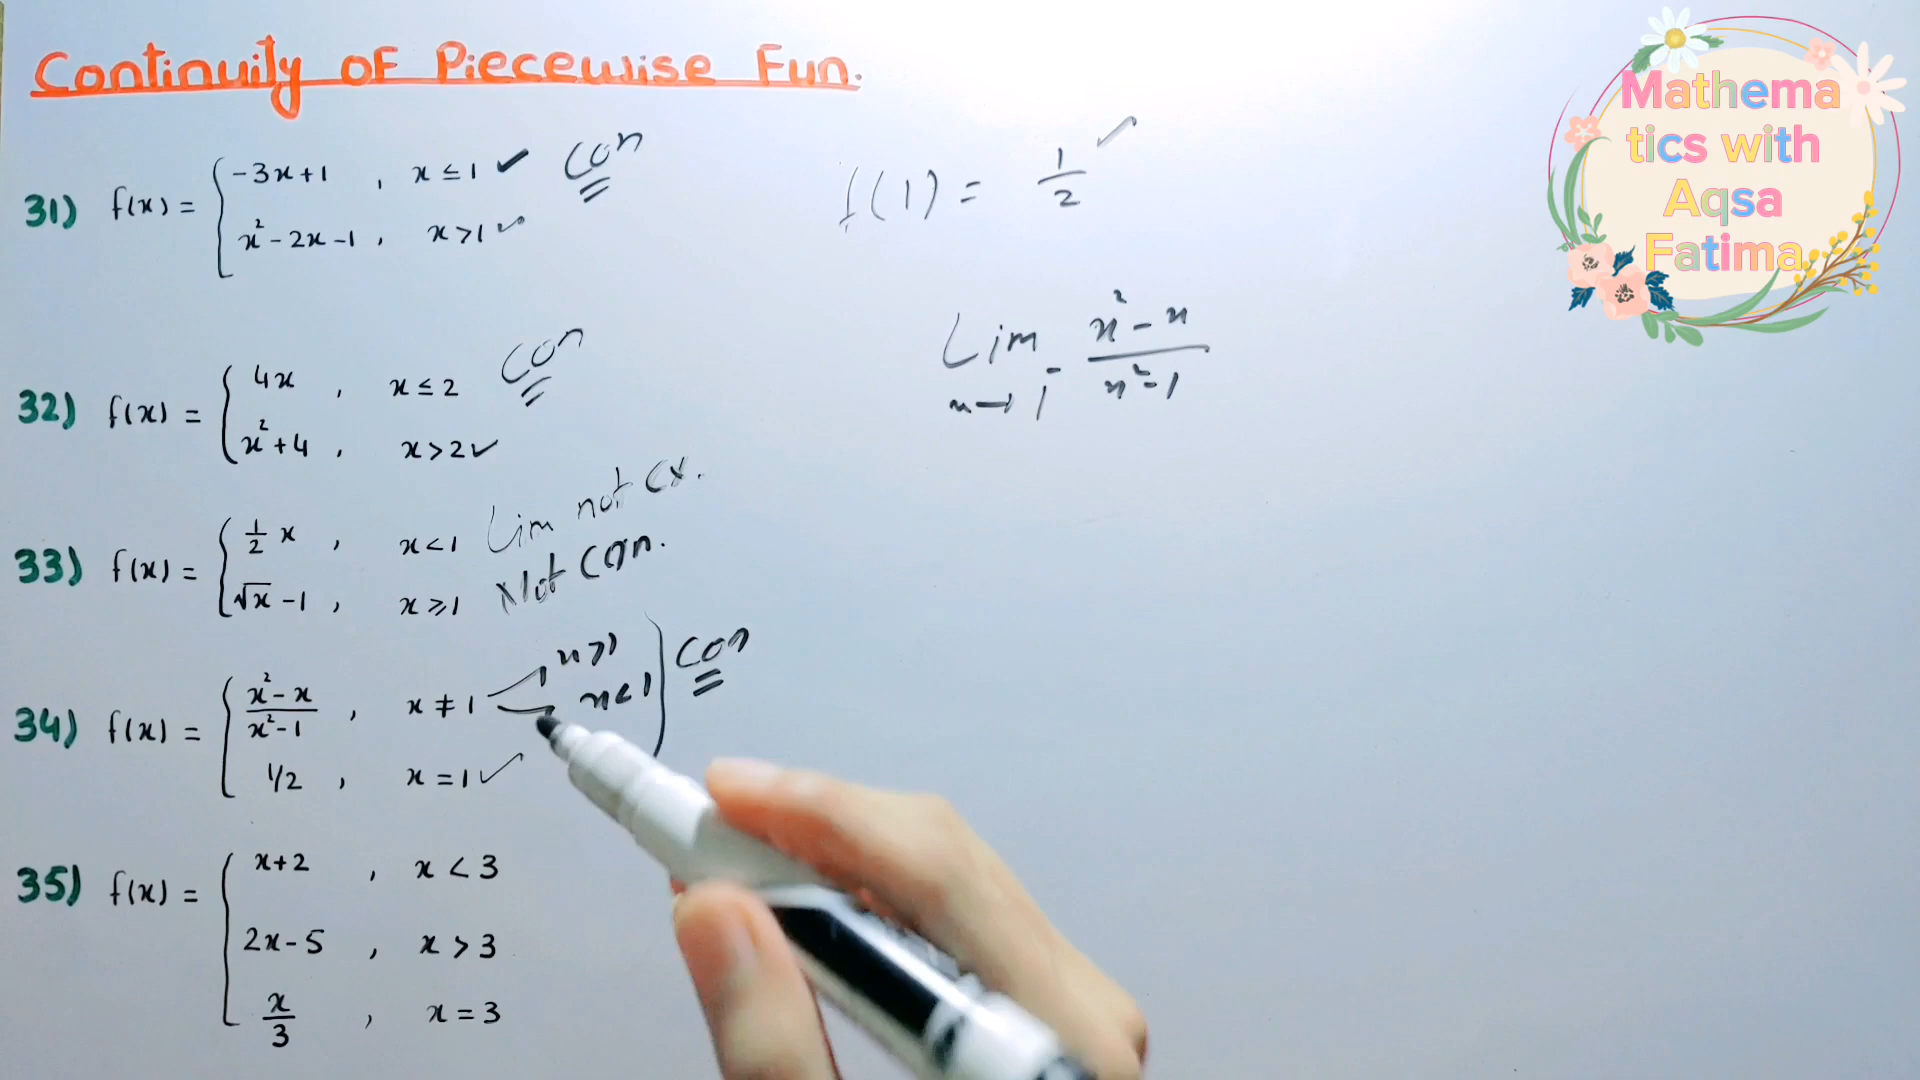 Continuity of Piecewise Fun.
Mathema
tics with
Aqsa
Fatima
31) f(x) = { -3x+1 , x ≤ 1 ✓ Con
x² - 2x - 1 , x > 1 ✓
f(1) = 1/2 ✓
Lim x→1⁻ (x² - x)/(x² - 1)
32) f(x) = { 4x , x ≤ 2 Con
x² + 4 , x > 2 ✓
33) f(x) = { 1/2 x , x < 1 Lim not ex.
√x - 1 , x ≥ 1 Not Con.
34) f(x) = { (x² - x)/(x² - 1) , x ≠ 1 x > 1 x < 1 Con
1/2 , x = 1 ✓
35) f(x) = { x+2 , x < 3
2x - 5 , x > 3
x/3 , x = 3